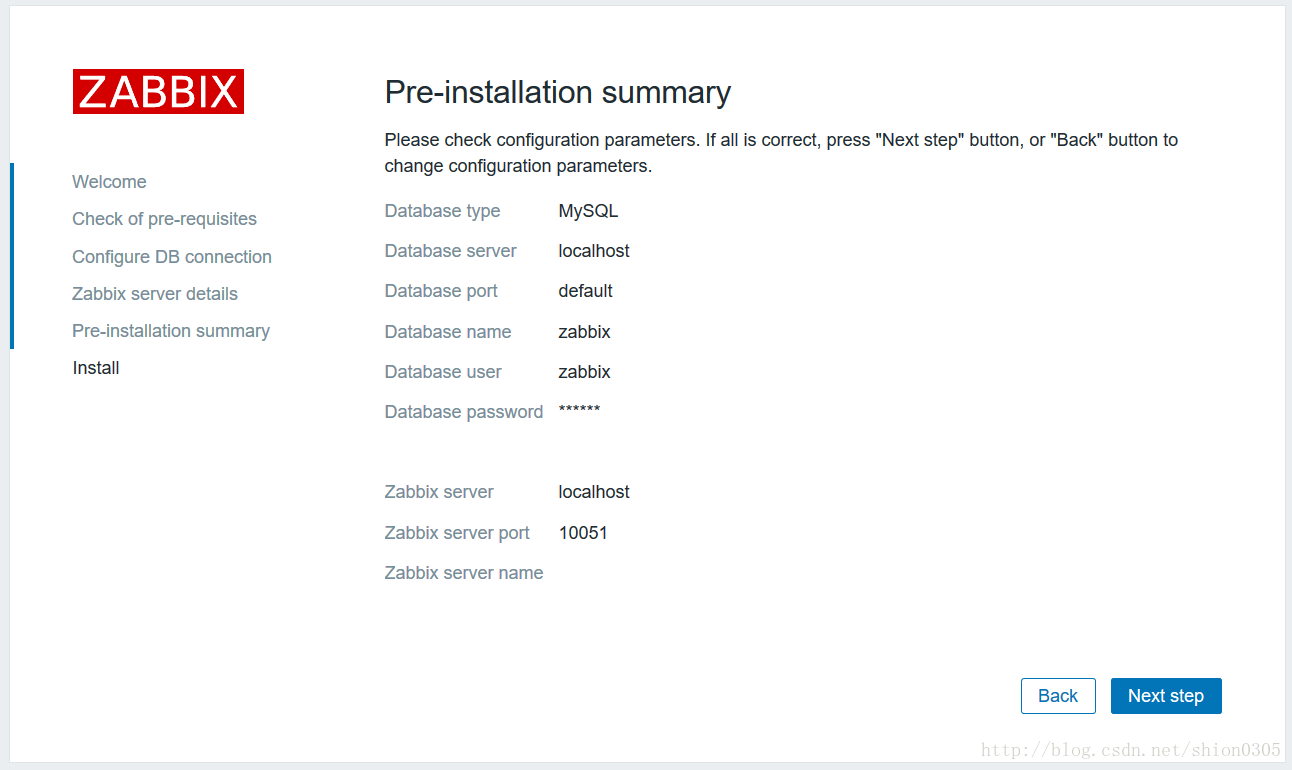 ZABBIX
Welcome
Check of pre-requisites
Configure DB connection
Zabbix server details
Pre-installation summary
Install
Pre-installation summary
Please check configuration parameters. If all is correct, press "Next step" button, or "Back" button to
change configuration parameters.
Database type MySQL
Database server localhost
Database port default
Database name zabbix
Database user zabbix
Database password ******
Zabbix server localhost
Zabbix server port 10051
Zabbix server name
Back Next step
http://blog.csdn.net/shion0305